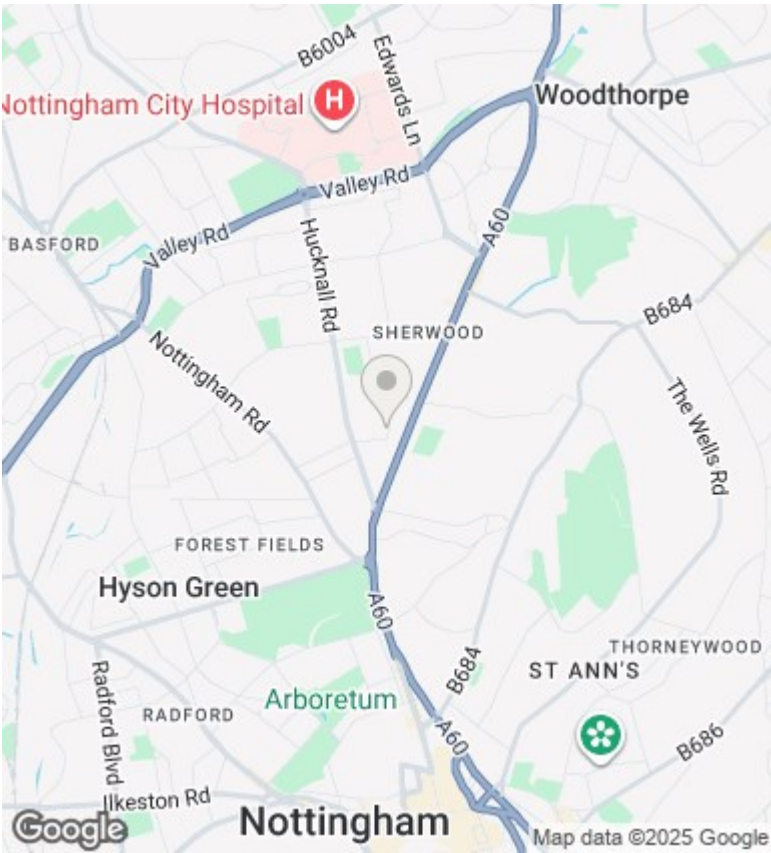 B6004
Edwards Ln
Nottingham City Hospital
H
Woodthorpe
Valley Rd
A60
BASFORD
Valley Rd
Hucknall Rd
SHERWOOD
B684
Nottingham Rd
The Wells Rd
FOREST FIELDS
Hyson Green
A60
THORNEYWOOD
ST ANN'S
B684
Radford Blvd
Arboretum
RADFORD
A60
B686
Ilkeston Rd
Nottingham
Google
Map data ©2025 Google